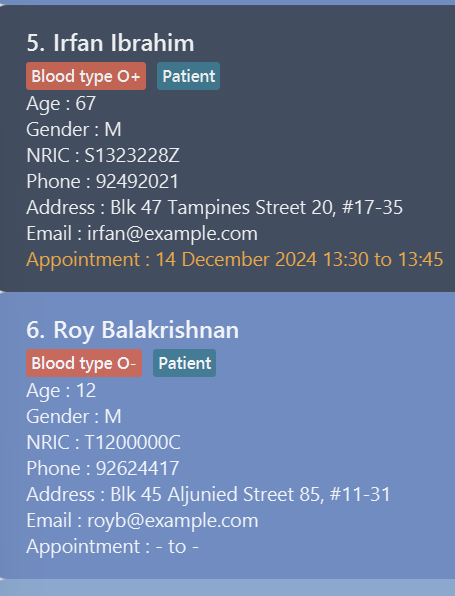 5. Irfan Ibrahim
Blood type O+ Patient
Age : 67
Gender : M
NRIC : S1323228Z
Phone : 92492021
Address : Blk 47 Tampines Street 20, #17-35
Email : irfan@example.com
Appointment : 14 December 2024 13:30 to 13:45
6. Roy Balakrishnan
Blood type O- Patient
Age : 12
Gender : M
NRIC : T1200000C
Phone : 92624417
Address : Blk 45 Aljunied Street 85, #11-31
Email : royb@example.com
Appointment : - to -